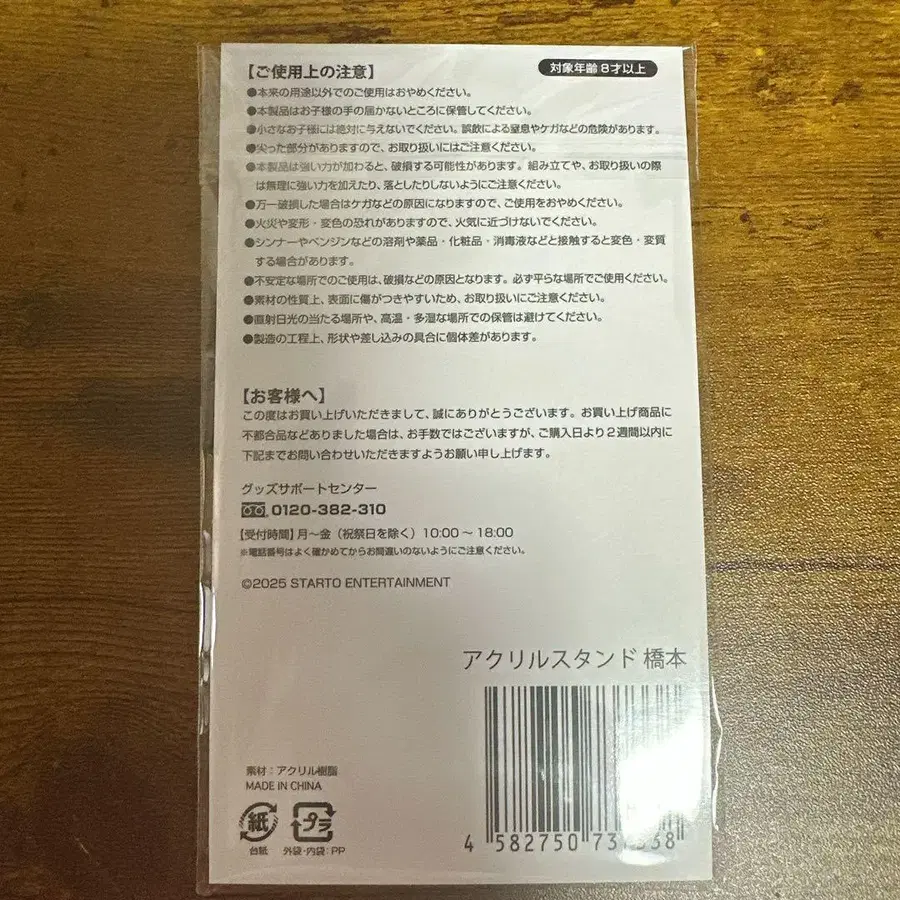 【ご使用上の注意】
対象年齢8才以上
●本来の用途以外でのご使用はおやめください。
●本製品はお子様の手の届かないところに保管してください。
●小さなお子様には絶対に与えないでください。誤飲による窒息やケガなどの危険があります。
●尖った部分がありますので、お取り扱いにはご注意ください。
●本製品は強い力が加わると、破損する可能性があります。組み立てや、お取り扱いの際
は無理に強い力を加えたり、落としたりしないようにご注意ください。
●万一破損した場合はケガなどの原因になりますので、ご使用をおやめください。
●火災や変形・変色の恐れがありますので、火気に近づけないでください。
●シンナーやベンジンなどの溶剤や薬品・化粧品・消毒液などと接触すると変色・変質
する場合があります。
●不安定な場所でのご使用は、破損などの原因となります。必ず平らな場所でご使用ください。
●素材の性質上、表面に傷がつきやすいため、お取り扱いにご注意ください。
●直射日光の当たる場所や、高温・多湿な場所での保管は避けてください。
●製造の工程上、形状や差し込みの具合に個体差があります。
【お客様へ】
この度はお買い上げいただきまして、誠にありがとうございます。お買い上げ商品に
不都合品などありました場合は、お手数ではございますが、ご購入日より2週間以内に
下記までお問い合わせいただきますようお願い申し上げます。
グッズサポートセンター
0120-382-310
【受付時間】月〜金（祝祭日を除く）10:00〜18:00
※電話番号はよく確かめてからお間違いのないようにご注意ください。
©2025 STARTO ENTERTAINMENT
アクリルスタンド 橋本
素材：アクリル樹脂
MADE IN CHINA
紙
プラ
台紙
外袋・内袋：PP
4 582750